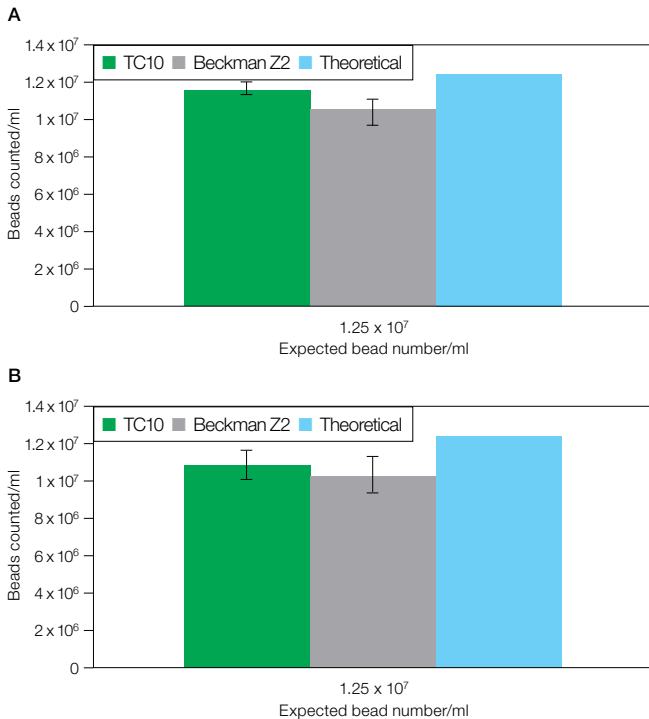 A
1.4 x 10⁷
1.2 x 10⁷
1 x 10⁷
8 x 10⁶
6 x 10⁶
4 x 10⁶
2 x 10⁶
0
Beads counted/ml
TC10 Beckman Z2 Theoretical
1.25 x 10⁷
Expected bead number/ml
B
1.4 x 10⁷
1.2 x 10⁷
1 x 10⁷
8 x 10⁶
6 x 10⁶
4 x 10⁶
2 x 10⁶
0
Beads counted/ml
TC10 Beckman Z2 Theoretical
1.25 x 10⁷
Expected bead number/ml